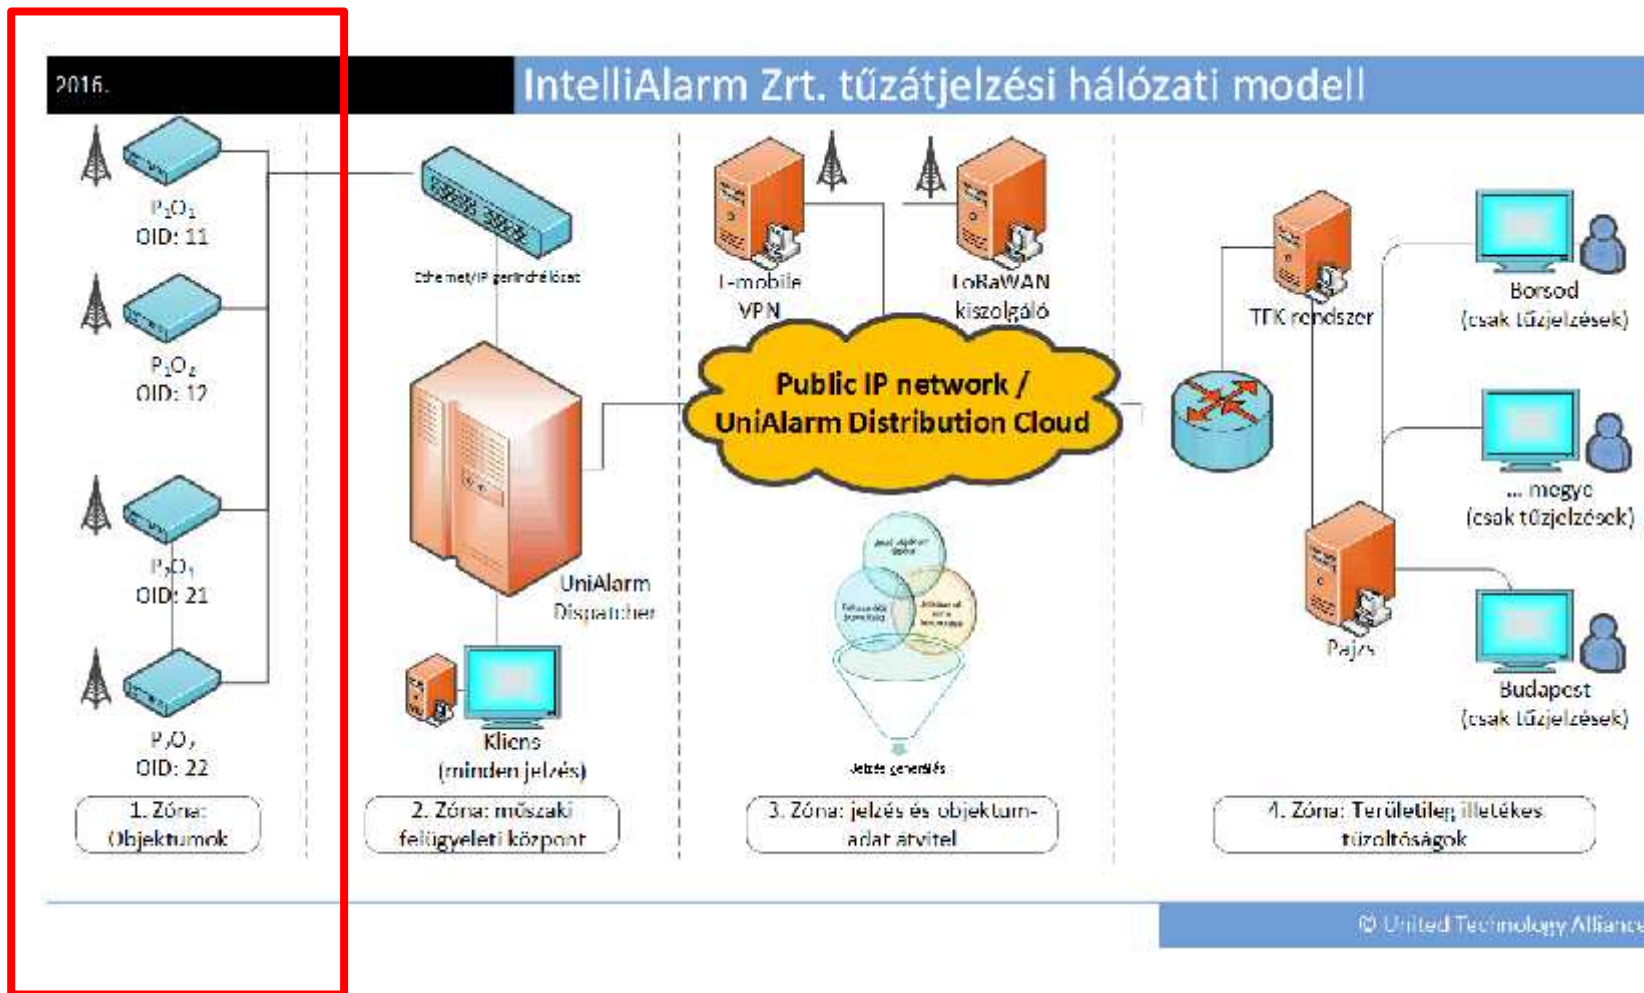 2016.
IntelliAlarm Zrt. tűzátjelzési hálózati modell
P₁O₁
OID: 11
P₁O₂
OID: 12
P₂O₁
OID: 21
P₂O₂
OID: 22
1. Zóna:
Objektumok
Ethernet/IP gerinchálózat
UniAlarm
Dispatcher
Kliens
(minden jelzés)
2. Zóna: műszaki
felügyeleti központ
T-mobile
VPN
LoRaWAN
kiszolgáló
Public IP network /
UniAlarm Distribution Cloud
Jelzés generálás
3. Zóna: jelzés és objektum-
adat átvitel
TFK rendszer
Pajzs
Borsod
(csak tűzjelzések)
... megye
(csak tűzjelzések)
Budapest
(csak tűzjelzések)
4. Zóna: Területileg illetékes
tűzoltóságok
© United Technology Alliance